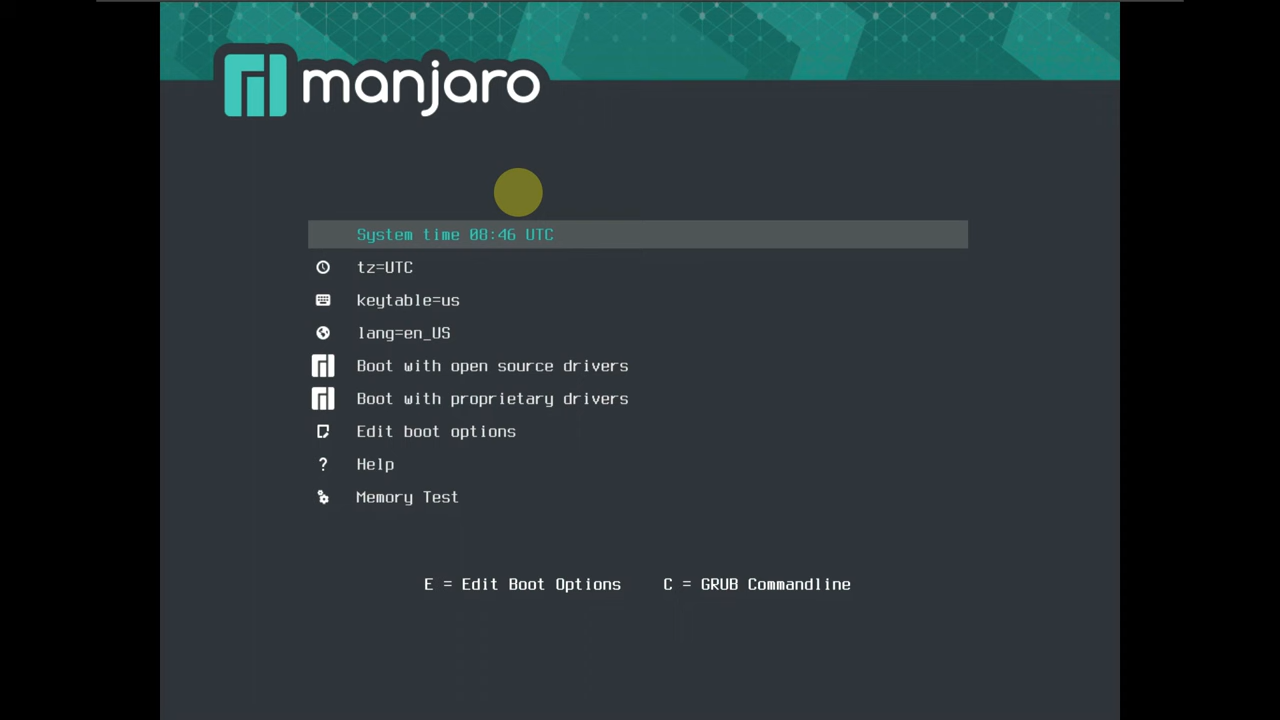 manjaro
System time 08:46 UTC
tz=UTC
keytable=us
lang=en_US
Boot with open source drivers
Boot with proprietary drivers
Edit boot options
? Help
Memory Test
E = Edit Boot Options C = GRUB Commandline